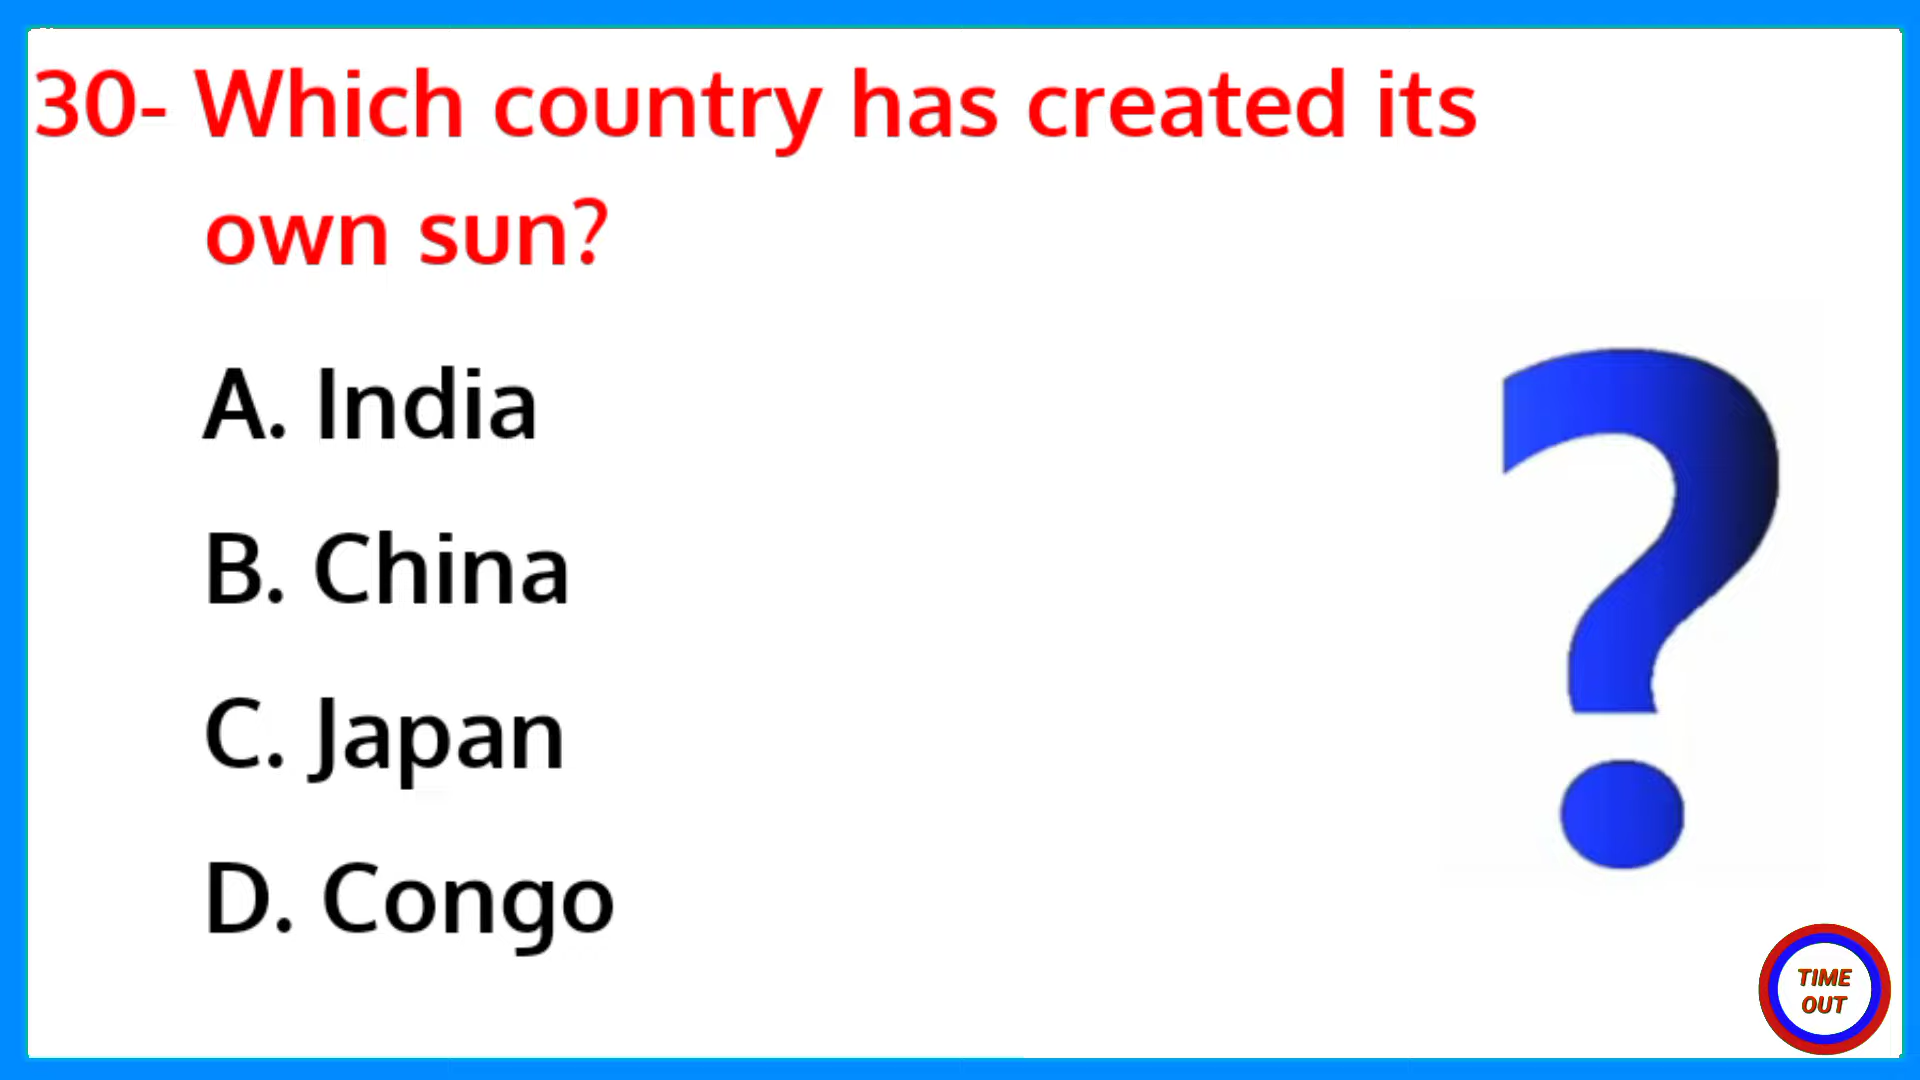 30- Which country has created its
own sun?
A. India
B. China
C. Japan
D. Congo
?
TIME
OUT